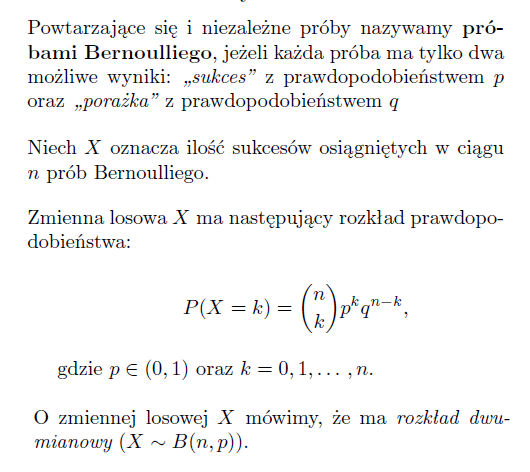 Powtarzające się i niezależne próby nazywamy pró-
bami Bernoulliego, jeżeli każda próba ma tylko dwa
możliwe wyniki: „sukces” z prawdopodobieństwem p
oraz „porażka” z prawdopodobieństwem q
Niech X oznacza ilość sukcesów osiągniętych w ciągu
n prób Bernoulliego.
Zmienna losowa X ma następujący rozkład prawdopo-
dobieństwa:
P(X = k) = \binom{n}{k} p^k q^{n−k},
gdzie p ∈ (0, 1) oraz k = 0, 1, . . . , n.
O zmiennej losowej X mówimy, że ma rozkład dwu-
mianowy (X ∼ B(n, p)).